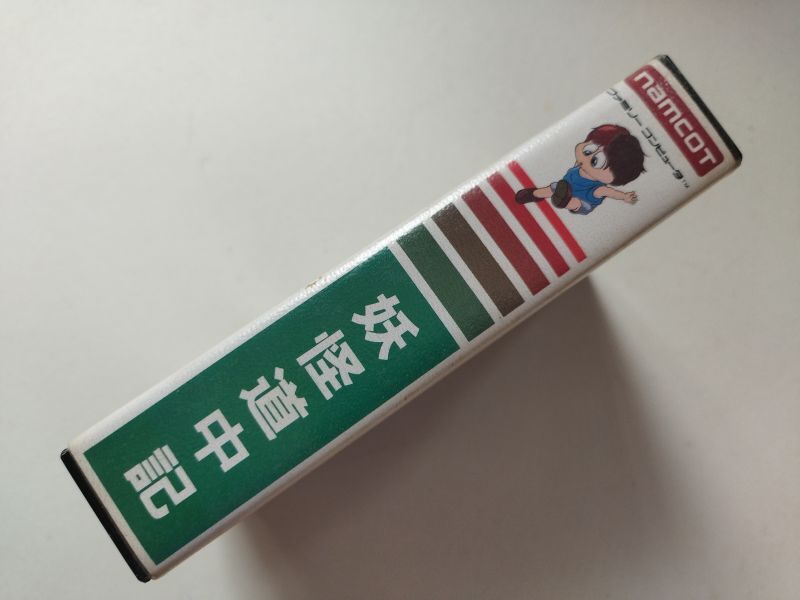 namcoT
ファミリー コンピュータ™
妖怪道中記